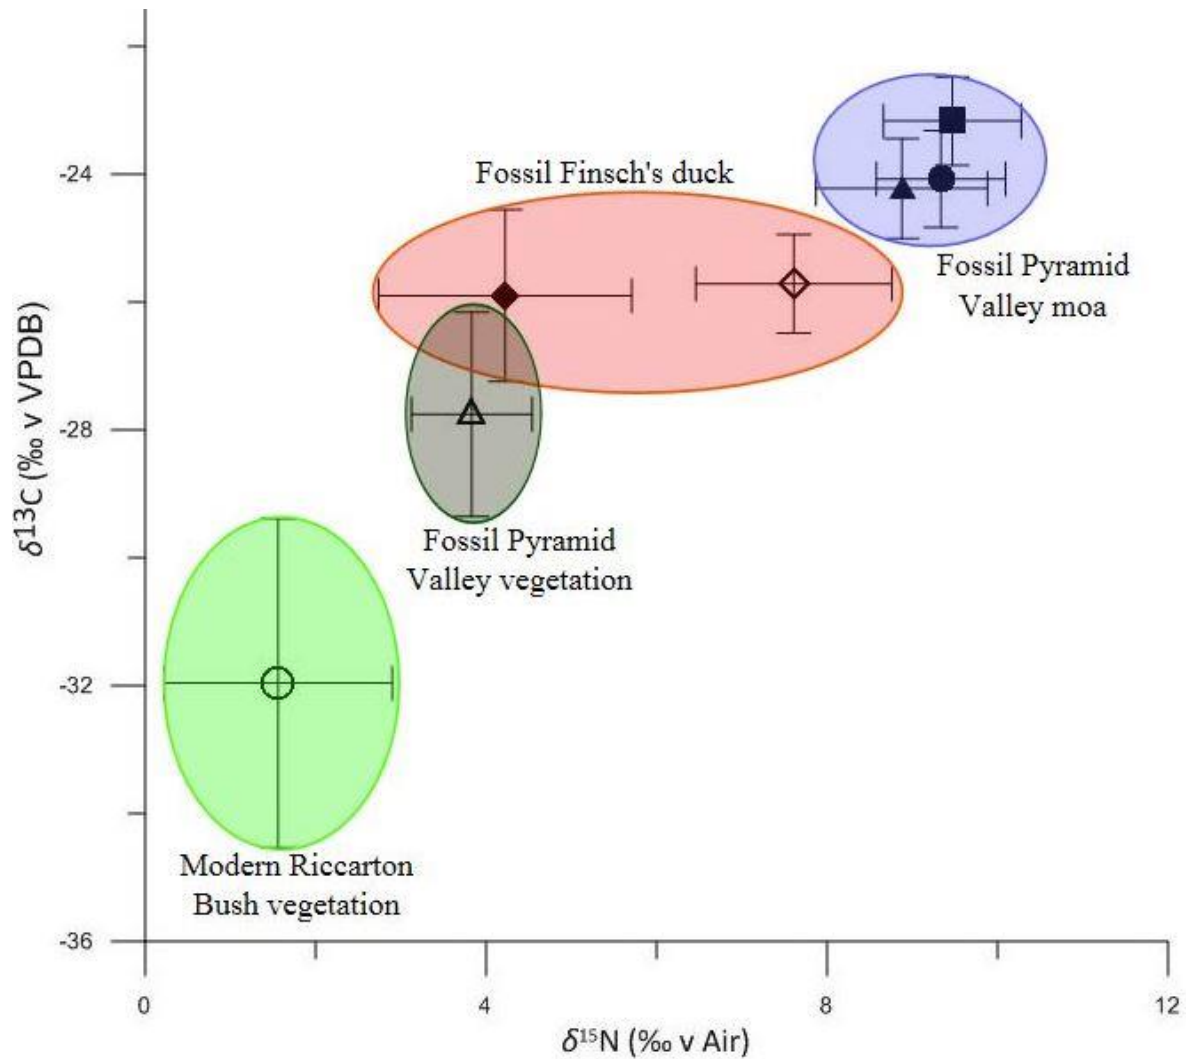 Fossil Finsch's duck
-24
Fossil Pyramid
Valley moa
δ13C (‰ v VPDB)
-28
Fossil Pyramid
Valley vegetation
-32
Modern Riccarton
Bush vegetation
-36
0
4
8
12
δ¹⁵N (‰ v Air)